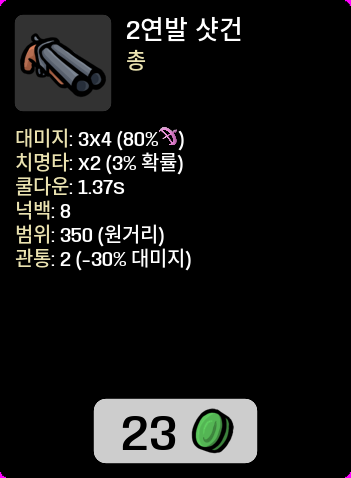 2연발 샷건
총
대미지: 3x4 (80%)
치명타: x2 (3% 확률)
쿨다운: 1.37s
넉백: 8
범위: 350 (원거리)
관통: 2 (-30% 대미지)
23